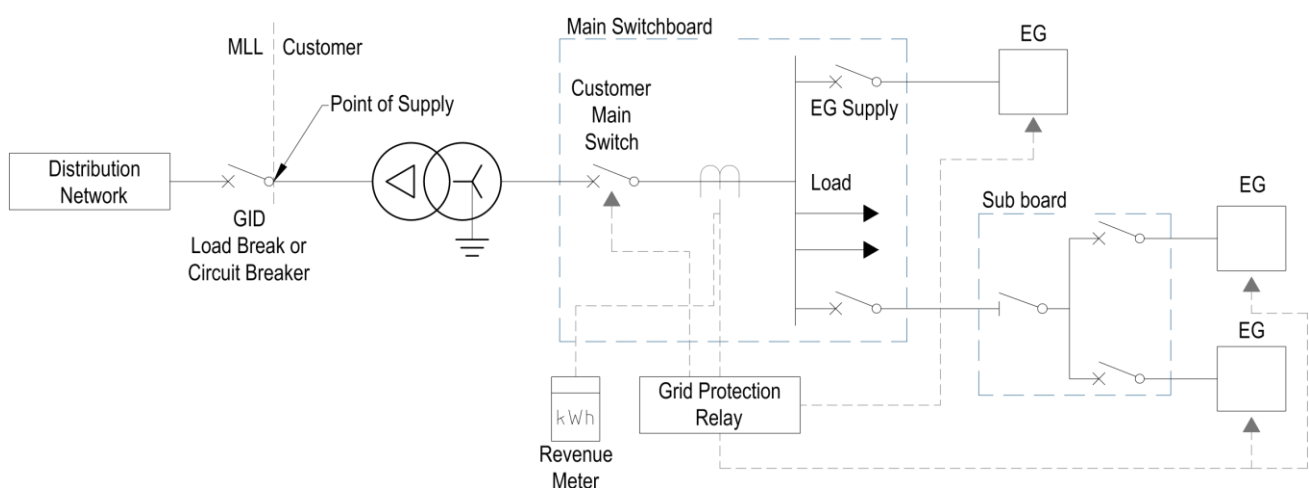 MLL
Customer
Point of Supply
Distribution
Network
GID
Load Break or
Circuit Breaker
Main Switchboard
Customer
Main
Switch
EG Supply
Load
EG
Sub board
EG
EG
Grid Protection
Relay
kWh
Revenue
Meter